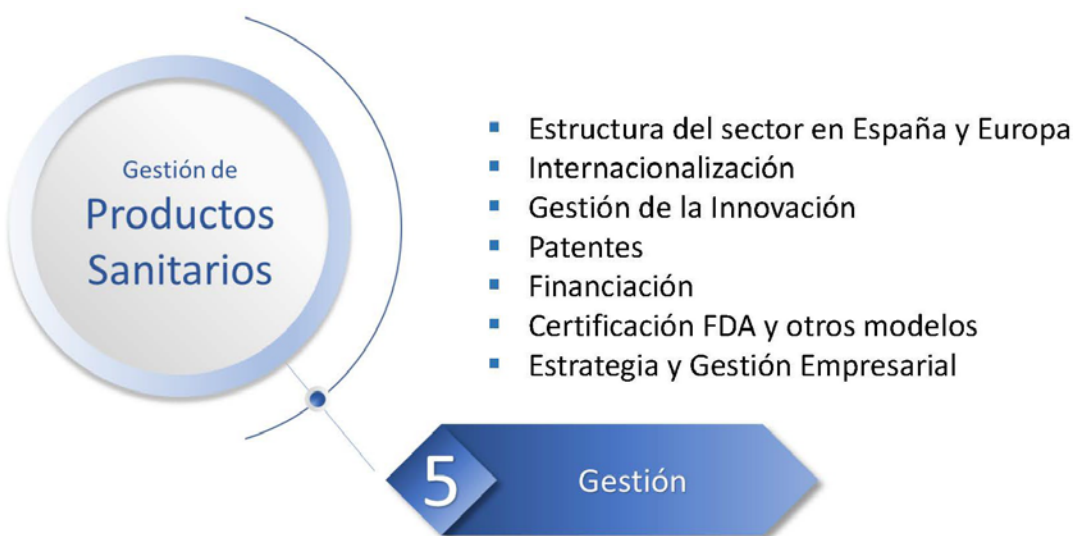 Gestión de
Productos
Sanitarios
Estructura del sector en España y Europa
Internacionalización
Gestión de la Innovación
Patentes
Financiación
Certificación FDA y otros modelos
Estrategia y Gestión Empresarial
5
Gestión